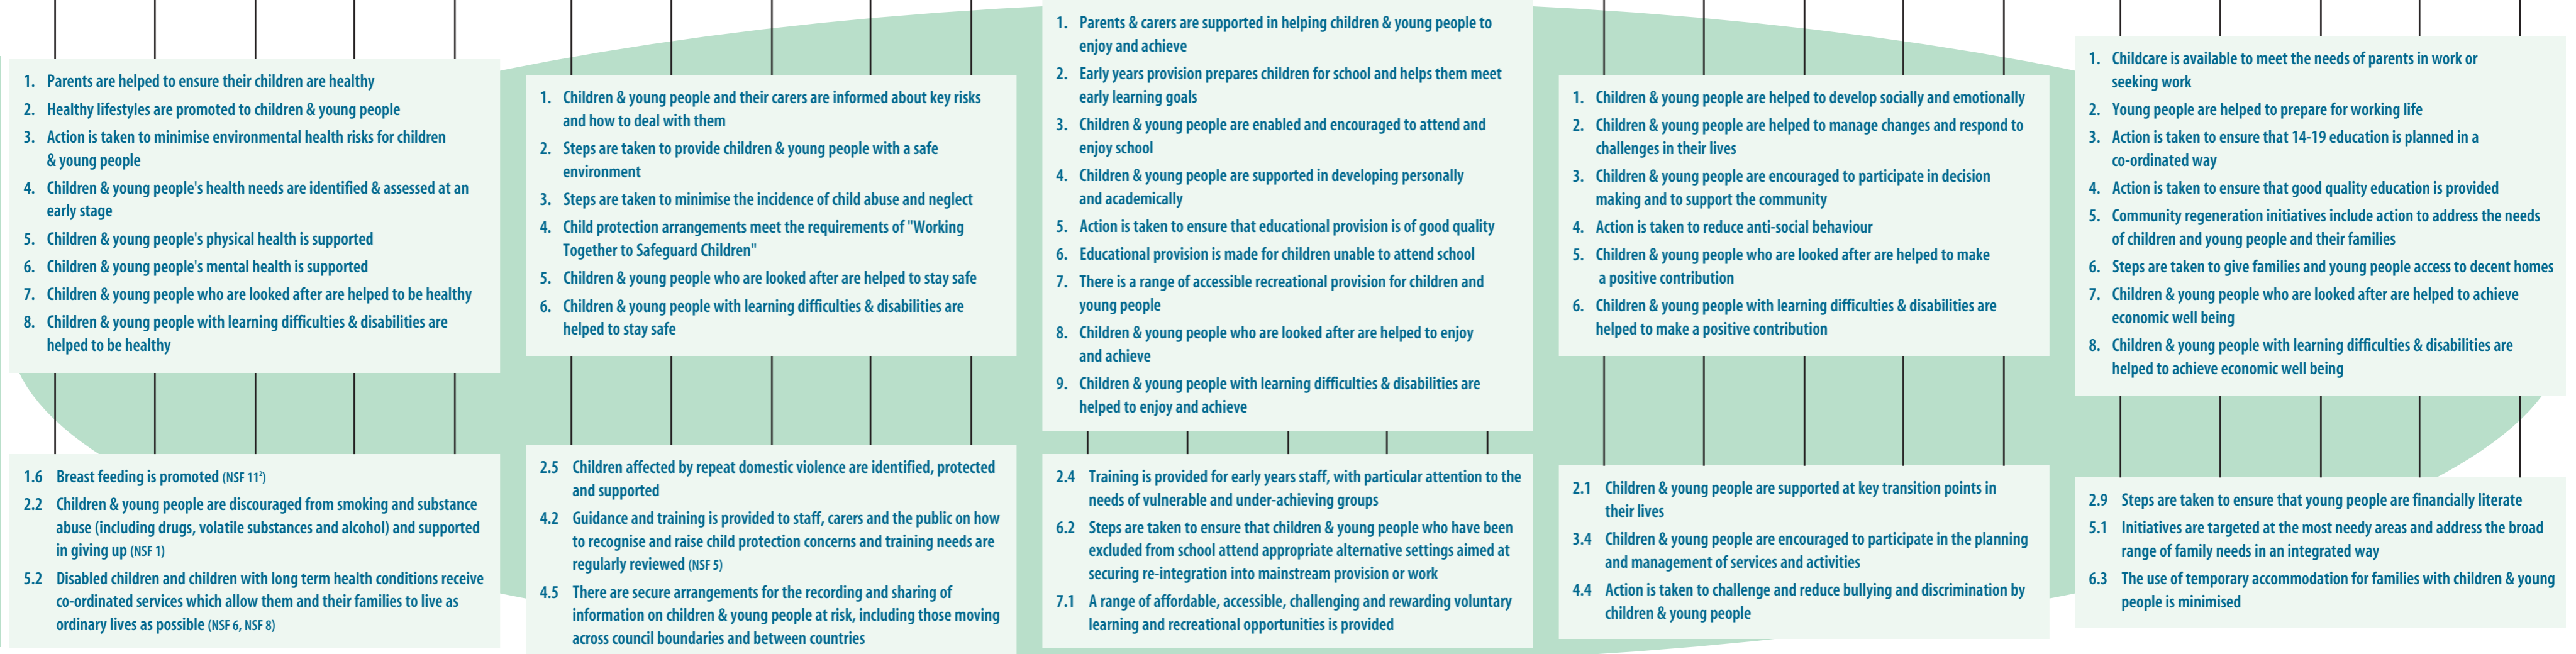 1. Parents are helped to ensure their children are healthy
2. Healthy lifestyles are promoted to children & young people
3. Action is taken to minimise environmental health risks for children
& young people
4. Children & young people's health needs are identified & assessed at an
early stage
5. Children & young people's physical health is supported
6. Children & young people's mental health is supported
7. Children & young people who are looked after are helped to be healthy
8. Children & young people with learning difficulties & disabilities are
helped to be healthy
1. Children & young people and their carers are informed about key risks
and how to deal with them
2. Steps are taken to provide children & young people with a safe
environment
3. Steps are taken to minimise the incidence of child abuse and neglect
4. Child protection arrangements meet the requirements of "Working
Together to Safeguard Children"
5. Children & young people who are looked after are helped to stay safe
6. Children & young people with learning difficulties & disabilities are
helped to stay safe
1. Parents & carers are supported in helping children & young people to
enjoy and achieve
2. Early years provision prepares children for school and helps them meet
early learning goals
3. Children & young people are enabled and encouraged to attend and
enjoy school
4. Children & young people are supported in developing personally
and academically
5. Action is taken to ensure that educational provision is of good quality
6. Educational provision is made for children unable to attend school
7. There is a range of accessible recreational provision for children and
young people
8. Children & young people who are looked after are helped to enjoy
and achieve
9. Children & young people with learning difficulties & disabilities are
helped to enjoy and achieve
1. Children & young people are helped to develop socially and emotionally
2. Children & young people are helped to manage changes and respond to
challenges in their lives
3. Children & young people are encouraged to participate in decision
making and to support the community
4. Action is taken to reduce anti-social behaviour
5. Children & young people who are looked after are helped to make
a positive contribution
6. Children & young people with learning difficulties & disabilities are
helped to make a positive contribution
1. Childcare is available to meet the needs of parents in work or
seeking work
2. Young people are helped to prepare for working life
3. Action is taken to ensure that 14-19 education is planned in a
co-ordinated way
4. Action is taken to ensure that good quality education is provided
5. Community regeneration initiatives include action to address the needs
of children and young people and their families
6. Steps are taken to give families and young people access to decent homes
7. Children & young people who are looked after are helped to achieve
economic well being
8. Children & young people with learning difficulties & disabilities are
helped to achieve economic well being
1.6 Breast feeding is promoted (NSF 11²)
2.2 Children & young people are discouraged from smoking and substance
abuse (including drugs, volatile substances and alcohol) and supported
in giving up (NSF 1)
5.2 Disabled children and children with long term health conditions receive
co-ordinated services which allow them and their families to live as
ordinary lives as possible (NSF 6, NSF 8)
2.5 Children affected by repeat domestic violence are identified, protected
and supported
4.2 Guidance and training is provided to staff, carers and the public on how
to recognise and raise child protection concerns and training needs are
regularly reviewed (NSF 5)
4.5 There are secure arrangements for the recording and sharing of
information on children & young people at risk, including those moving
across council boundaries and between countries
2.4 Training is provided for early years staff, with particular attention to the
needs of vulnerable and under-achieving groups
6.2 Steps are taken to ensure that children & young people who have been
excluded from school attend appropriate alternative settings aimed at
securing re-integration into mainstream provision or work
7.1 A range of affordable, accessible, challenging and rewarding voluntary
learning and recreational opportunities is provided
2.1 Children & young people are supported at key transition points in
their lives
3.4 Children & young people are encouraged to participate in the planning
and management of services and activities
4.4 Action is taken to challenge and reduce bullying and discrimination by
children & young people
2.9 Steps are taken to ensure that young people are financially literate
5.1 Initiatives are targeted at the most needy areas and address the broad
range of family needs in an integrated way
6.3 The use of temporary accommodation for families with children & young
people is minimised